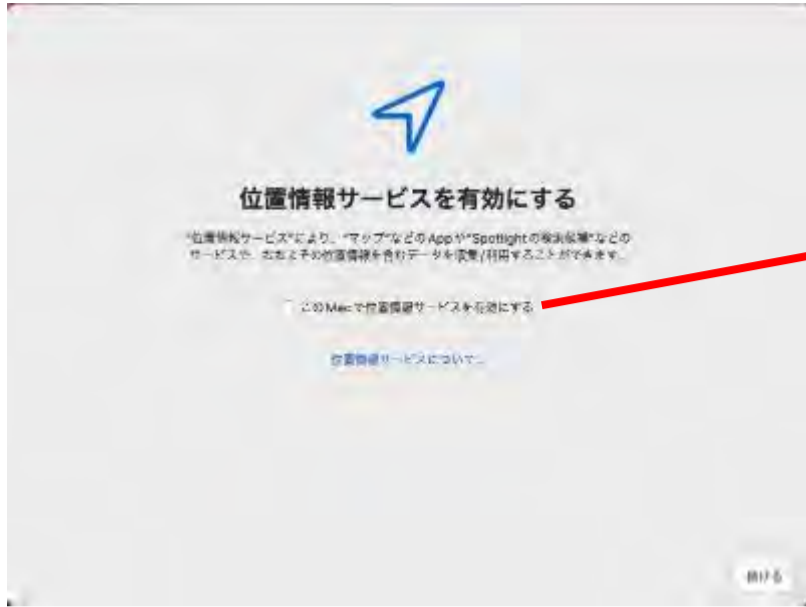 位置情報サービスを有効にする
"位置情報サービス"により、"マップ"などのAppや"Spotlightの検索候補"などの
サービスで、おおよその位置情報を含むデータを収集/利用することができます。
このMacで位置情報サービスを有効にする
位置情報サービスについて...
続ける